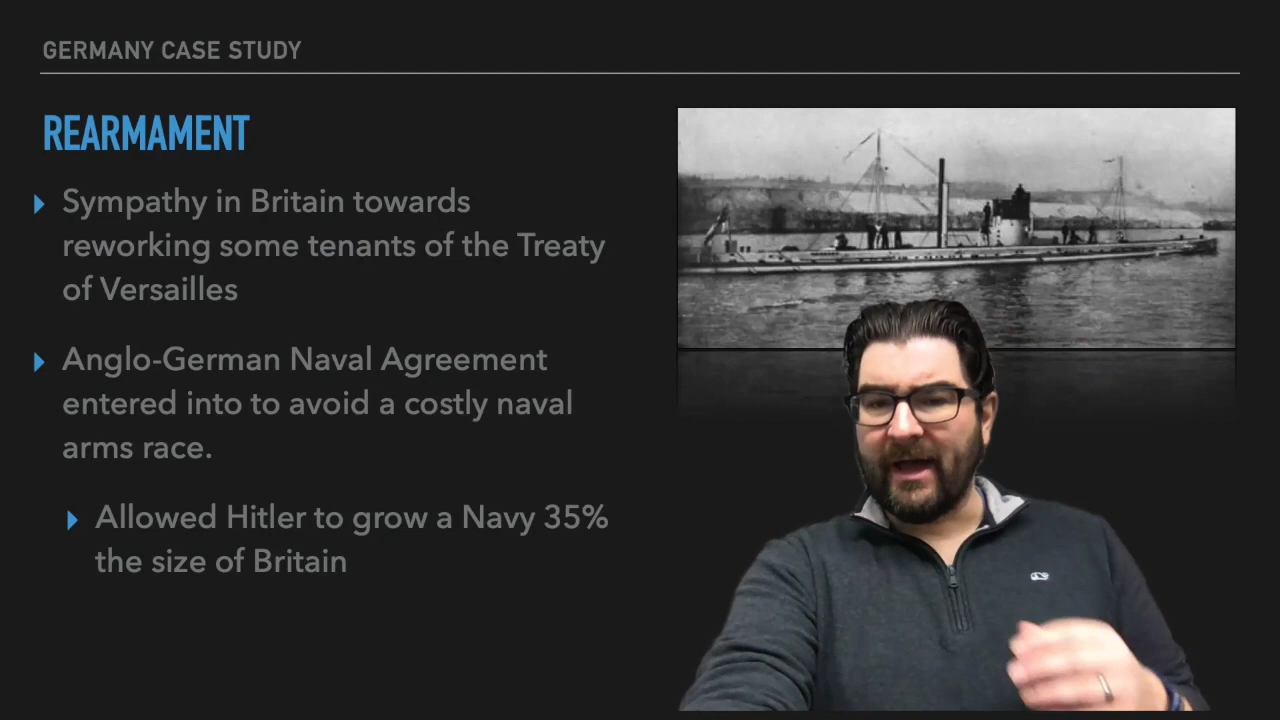 GERMANY CASE STUDY
REARMAMENT
Sympathy in Britain towards
reworking some tenants of the Treaty
of Versailles
Anglo-German Naval Agreement
entered into to avoid a costly naval
arms race.
Allowed Hitler to grow a Navy 35%
the size of Britain